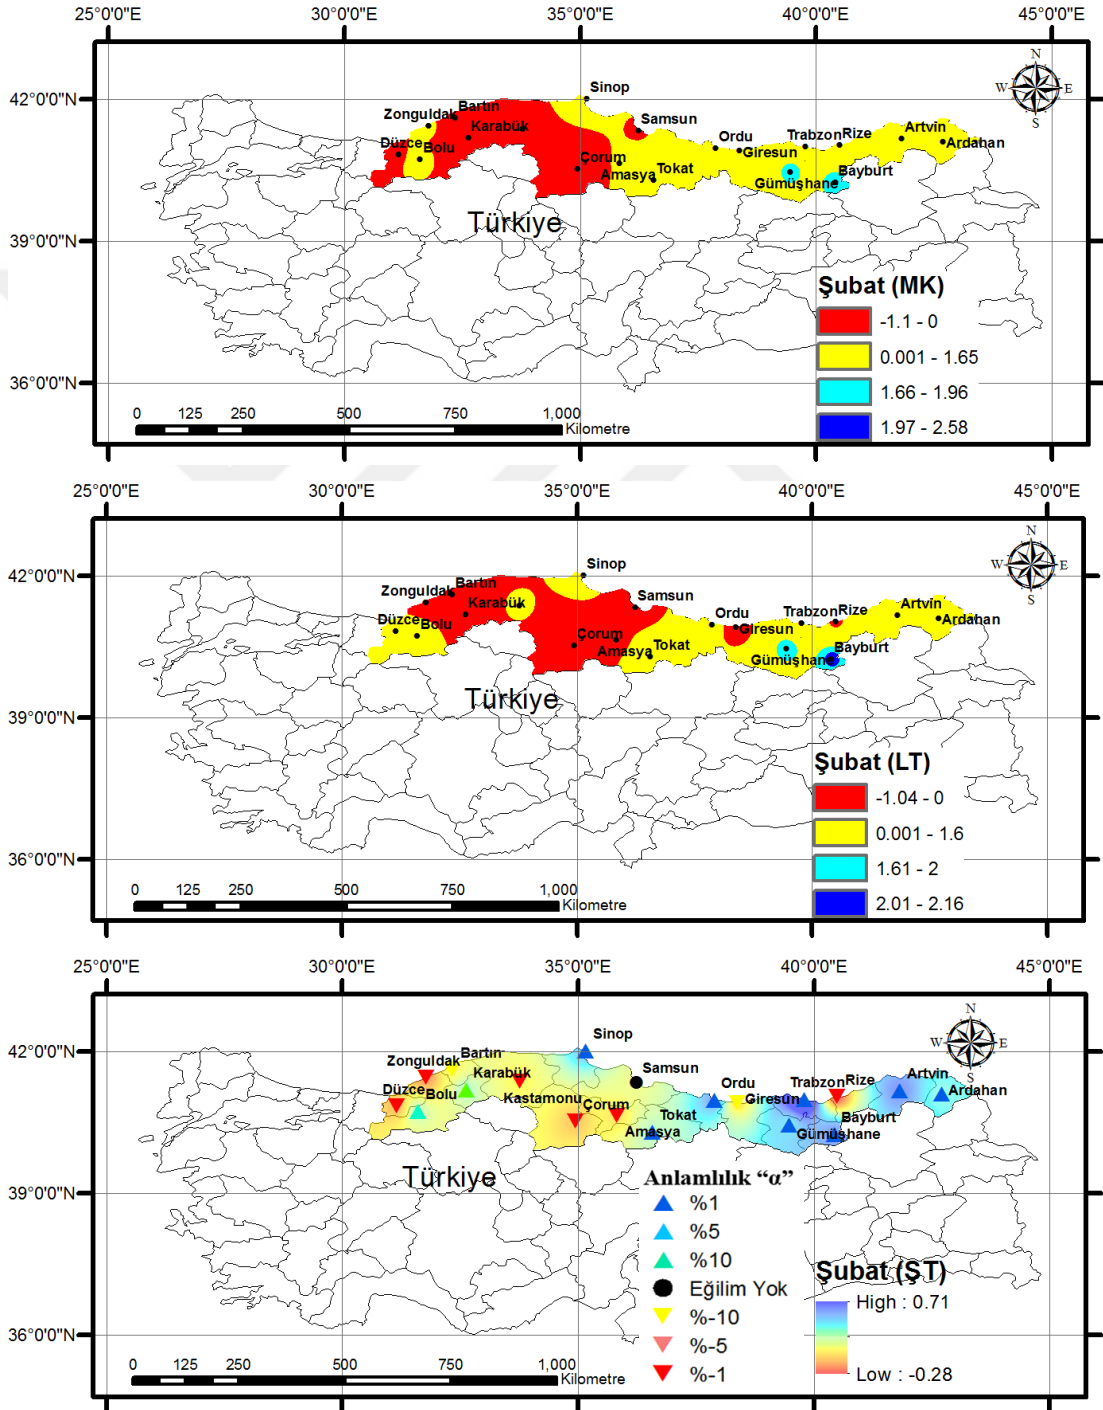 25°0'0"E 30°0'0"E 35°0'0"E 40°0'0"E 45°0'0"E
N
W E
S
42°0'0"N
Sinop
Zonguldak Bartın
Samsun
Karabük
Ordu
Trabzon Rize
Artvin
Düzce Bolu
Giresun
Ardahan
Çorum
Amasya Tokat
Bayburt
Gümüşhane
Türkiye
39°0'0"N
Şubat (MK)
-1.1 - 0
0.001 - 1.65
36°0'0"N
1.66 - 1.96
0 125 250 500 750 1,000
Kilometre
1.97 - 2.58
25°0'0"E 30°0'0"E 35°0'0"E 40°0'0"E 45°0'0"E
N
W E
S
42°0'0"N
Sinop
Zonguldak Bartın
Samsun
Karabük
Ordu
Trabzon Rize
Artvin
Düzce Bolu
Giresun
Ardahan
Çorum
Amasya Tokat
Bayburt
Gümüşhane
Türkiye
39°0'0"N
Şubat (LT)
-1.04 - 0
0.001 - 1.6
36°0'0"N
1.61 - 2
0 125 250 500 750 1,000
Kilometre
2.01 - 2.16
25°0'0"E 30°0'0"E 35°0'0"E 40°0'0"E 45°0'0"E
N
W E
S
42°0'0"N
Sinop
Zonguldak Bartın
Samsun
Karabük
Ordu
Trabzon Rize
Artvin
Düzce Bolu
Kastamonu Çorum
Giresun
Ardahan
Tokat
Bayburt
Amasya
Gümüşhane
Türkiye
39°0'0"N
Anlamlılık “α”
%1
%5
%10
Eğilim Yok
%-10
%-5
%-1
Şubat (ŞT)
High : 0.71
Low : -0.28
36°0'0"N
0 125 250 500 750 1,000
Kilometre